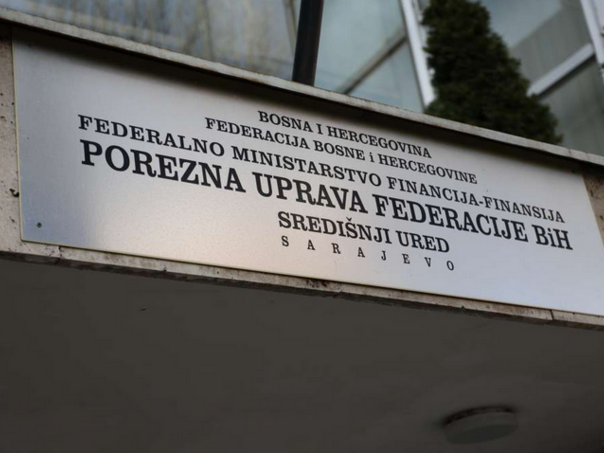 BOSNA I HERCEGOVINA
FEDERACIJA BOSNE i HERCEGOVINE
FEDERALNO MINISTARSTVO FINANCIJA-FINANSIJA
POREZNA UPRAVA FEDERACIJE BiH
SREDIŠNJI URED
SARAJEVO